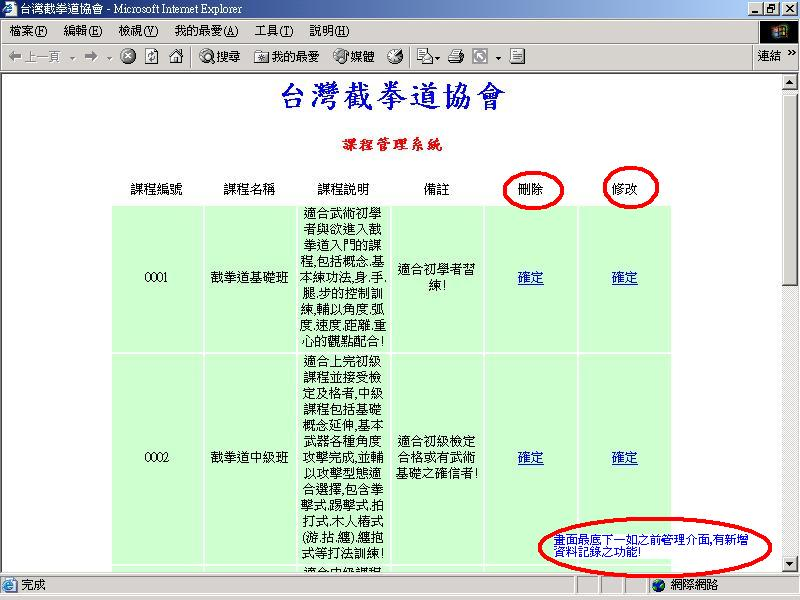 台灣截拳道協會 - Microsoft Internet Explorer
檔案(F) 編輯(E) 檢視(V) 我的最愛(A) 工具(T) 說明(H)
上一頁 搜尋 我的最愛 媒體 連結 »
台灣截拳道協會
課程管理系統
課程編號 課程名稱 課程說明 備註 刪除 修改
適合武術初學
者與欲進入截
拳道入門的課
程,包括概念.基
0001 截拳道基礎班 本練功法,身.手. 適合初學者習 確定 確定
腿.步的控制訓 練!
練,輔以角度.弧
度.速度.距離.重
心的觀點配合!
適合上完初級
課程並接受檢
定及格者,中級
課程包括基礎
概念延伸,基本
武器各種角度 適合初級檢定
0002 截拳道中級班 攻擊完成,並輔 合格或有武術 確定 確定
以攻擊型態適 基礎之確信者!
合選擇,包含拳
擊式.踢擊式.拍
打式.木人樁式
(游.拈.纏).纏抱
式等打法訓練!
畫面最底下一如之前管理介面,有新增
資料記錄之功能!
適合中級課程
完成 網際網路